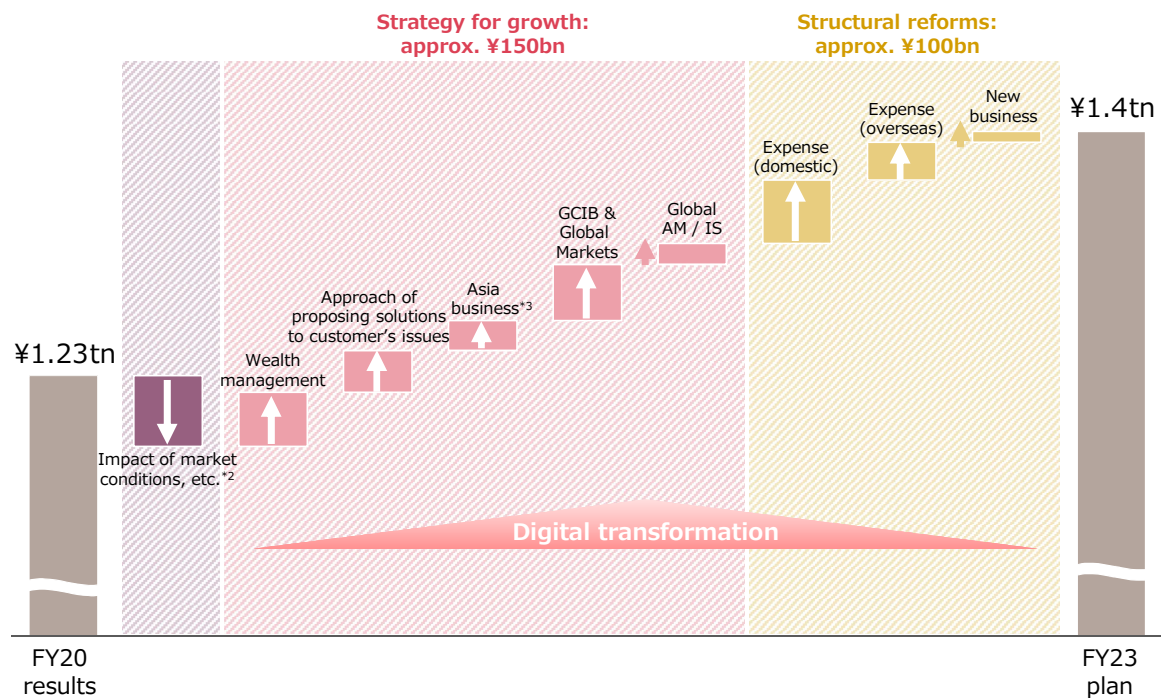 Strategy for growth:
approx. ¥150bn
Structural reforms:
approx. ¥100bn
¥1.23tn
Impact of market
conditions, etc.*2
Wealth
management
Approach of
proposing solutions
to customer’s issues
Asia
business*3
GCIB &
Global
Markets
Global
AM / IS
Expense
(domestic)
Expense
(overseas)
New
business
¥1.4tn
Digital transformation
FY20
results
FY23
plan